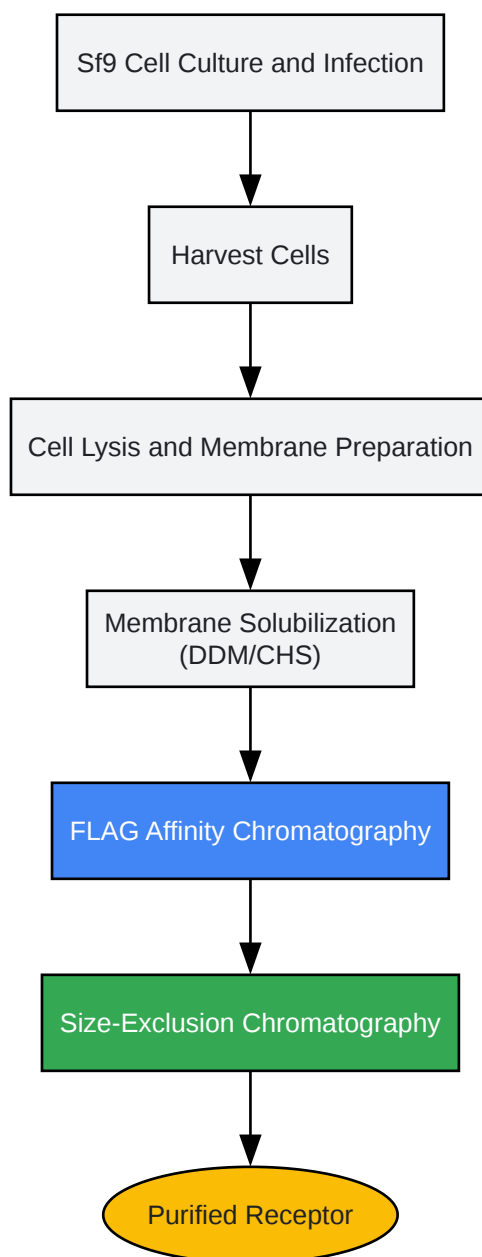 Sf9 Cell Culture and Infection
Harvest Cells
Cell Lysis and Membrane Preparation
Membrane Solubilization
(DDM/CHS)
FLAG Affinity Chromatography
Size-Exclusion Chromatography
Purified Receptor